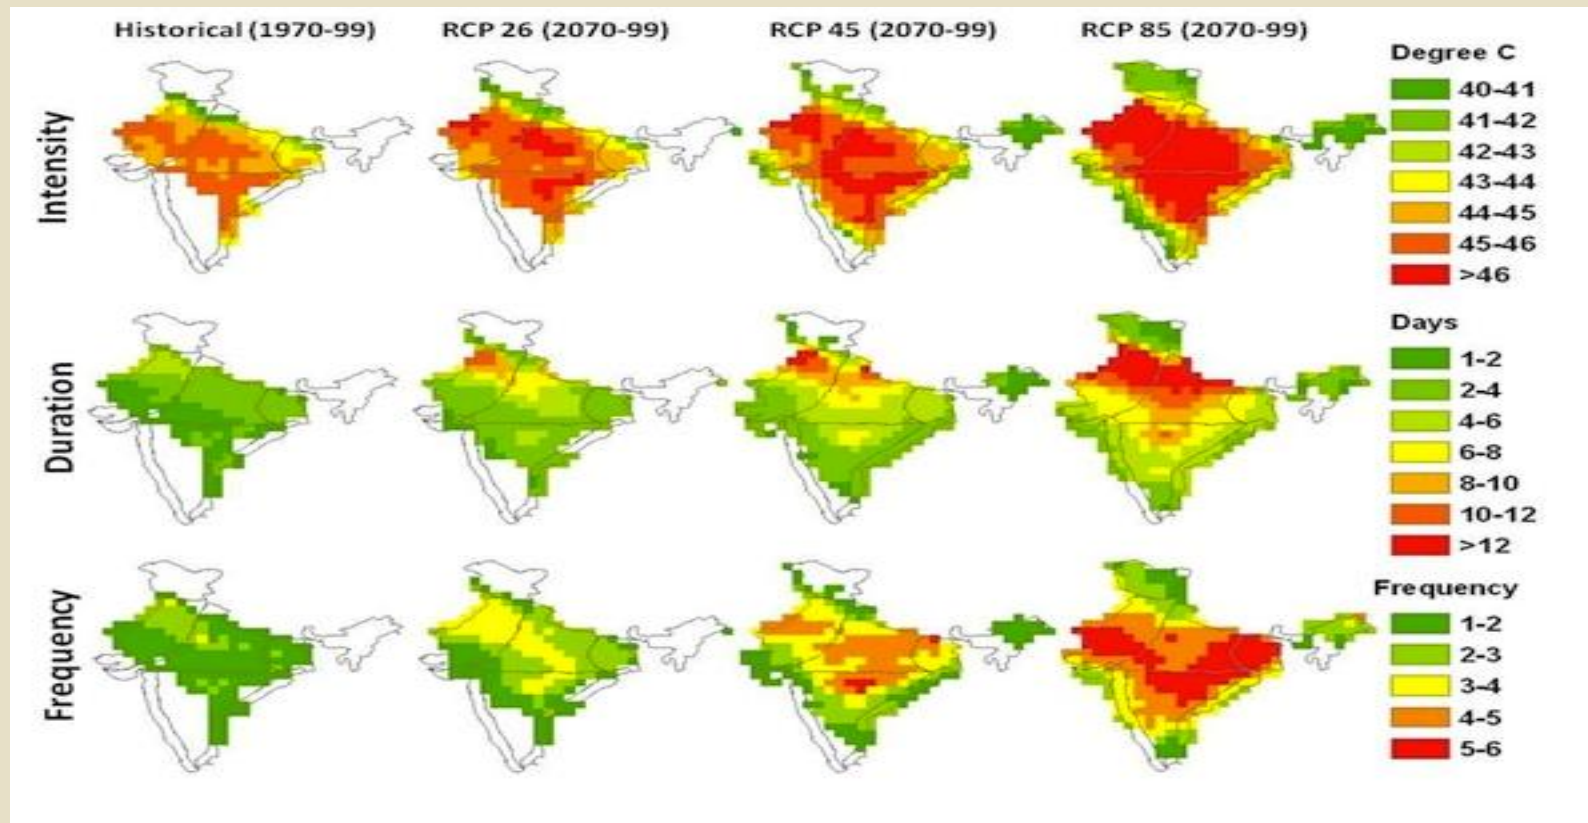 Historical (1970-99)
RCP 26 (2070-99)
RCP 45 (2070-99)
RCP 85 (2070-99)
Intensity
Degree C
40-41
41-42
42-43
43-44
44-45
45-46
>46
Duration
Days
1-2
2-4
4-6
6-8
8-10
10-12
>12
Frequency
Frequency
1-2
2-3
3-4
4-5
5-6